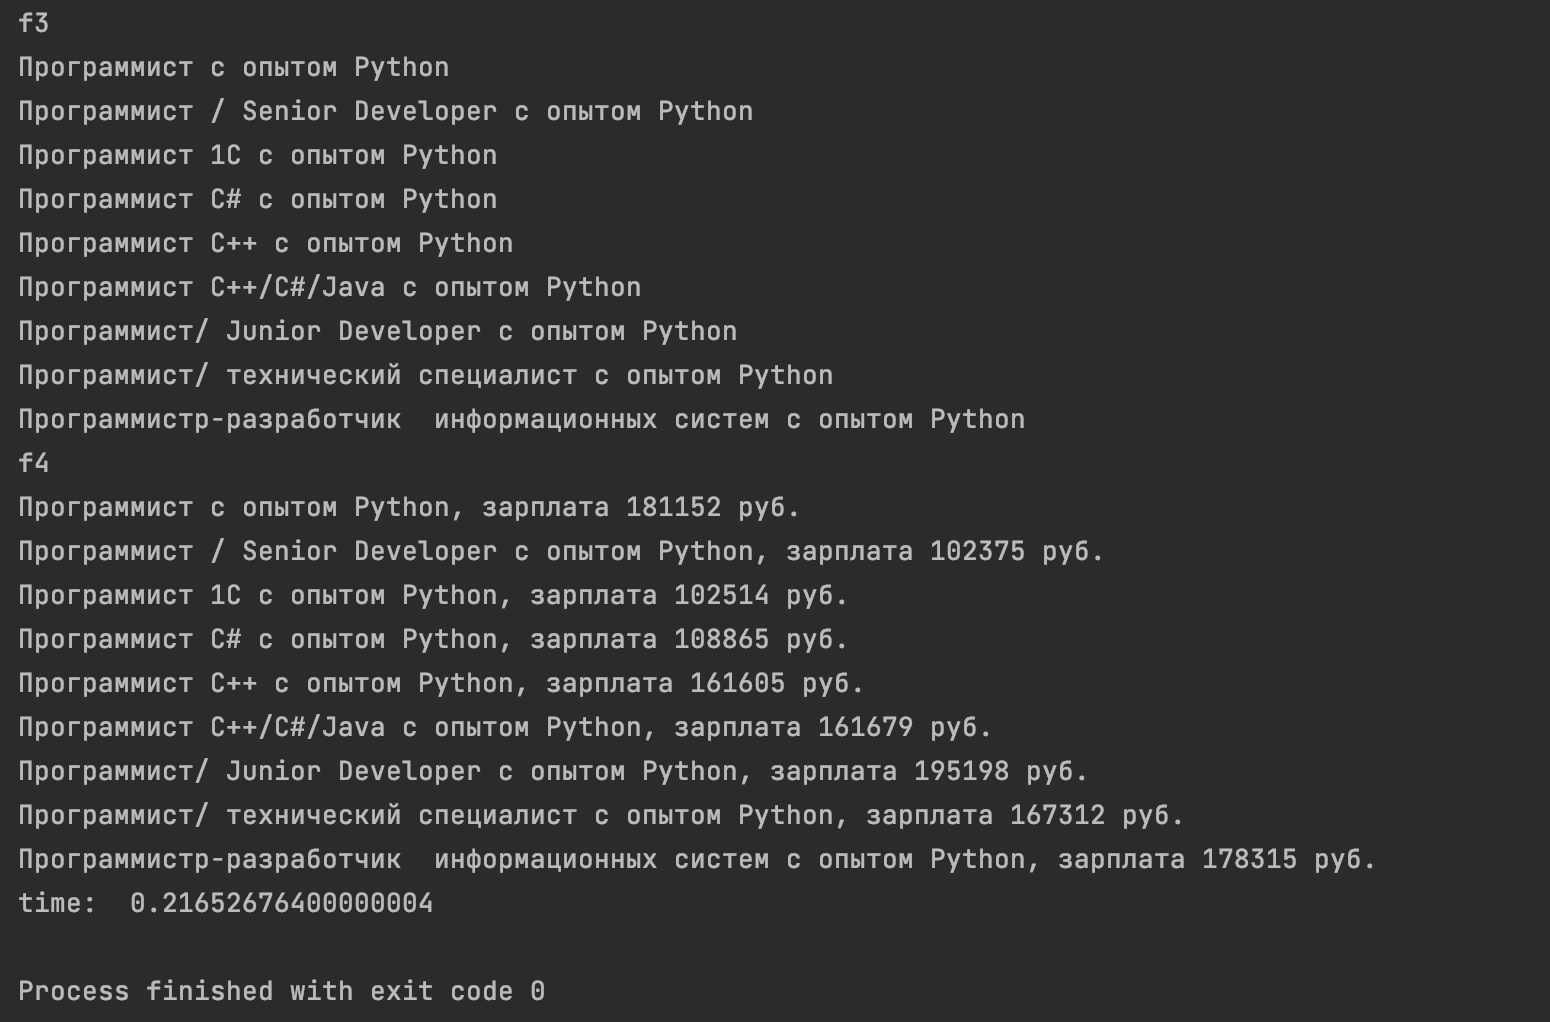 f3
Программист с опытом Python
Программист / Senior Developer с опытом Python
Программист 1С с опытом Python
Программист C# с опытом Python
Программист C++ с опытом Python
Программист C++/C#/Java с опытом Python
Программист/ Junior Developer с опытом Python
Программист/ технический специалист с опытом Python
Программистр-разработчик  информационных систем с опытом Python
f4
Программист с опытом Python, зарплата 181152 руб.
Программист / Senior Developer с опытом Python, зарплата 102375 руб.
Программист 1С с опытом Python, зарплата 102514 руб.
Программист C# с опытом Python, зарплата 108865 руб.
Программист C++ с опытом Python, зарплата 161605 руб.
Программист C++/C#/Java с опытом Python, зарплата 161679 руб.
Программист/ Junior Developer с опытом Python, зарплата 195198 руб.
Программист/ технический специалист с опытом Python, зарплата 167312 руб.
Программистр-разработчик  информационных систем с опытом Python, зарплата 178315 руб.
time:  0.21652676400000004
Process finished with exit code 0